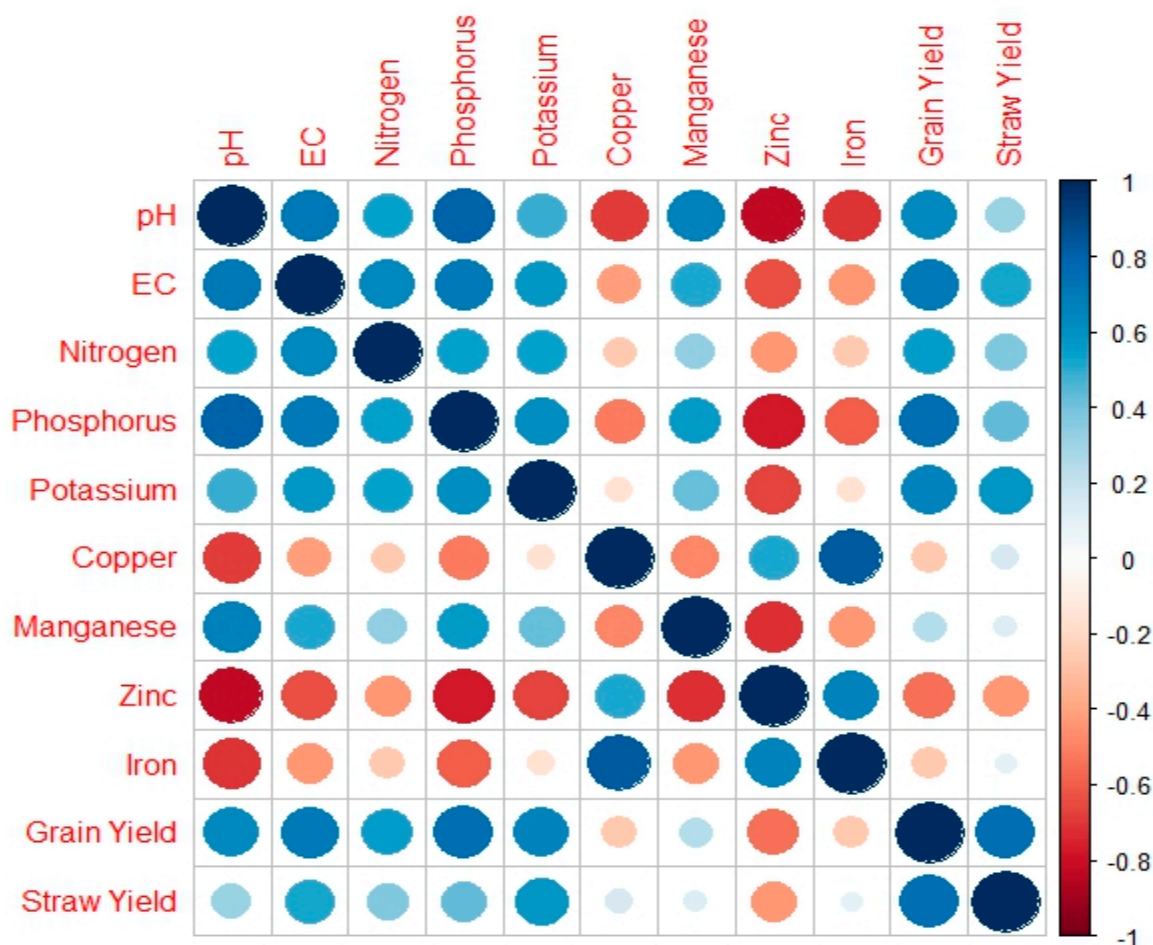 pH
EC
Nitrogen
Phosphorus
Potassium
Copper
Manganese
Zinc
Iron
Grain Yield
Straw Yield
pH
EC
Nitrogen
Phosphorus
Potassium
Copper
Manganese
Zinc
Iron
Grain Yield
Straw Yield
1
0.8
0.6
0.4
0.2
0
-0.2
-0.4
-0.6
-0.8
-1